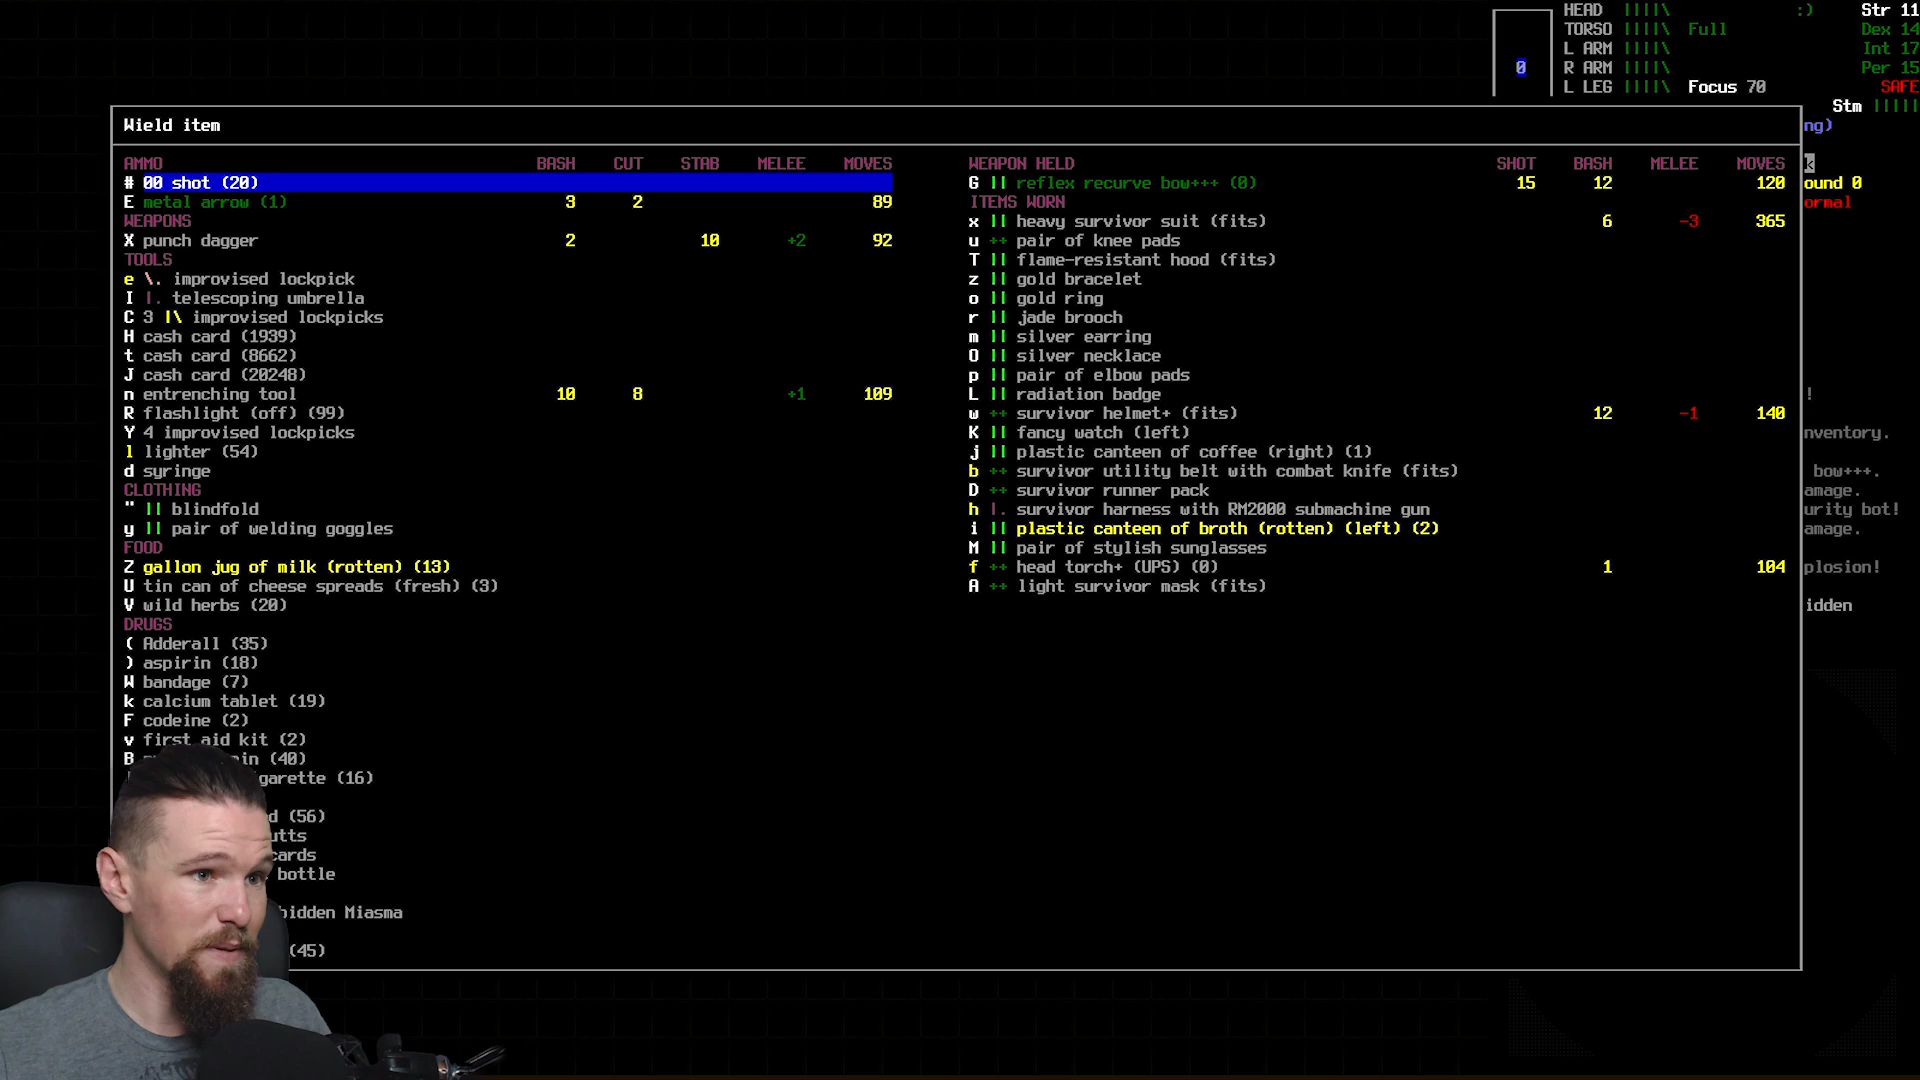 HEAD ||||\ :) Str 11
TORSO ||||\ Full Dex 14
L ARM ||||\ Int 17
0 R ARM ||||\ Per 15
L LEG ||||\ Focus 70 SAFE
Stm |||||
Wield item ng)
AMMO BASH CUT STAB MELEE MOVES
# 00 shot (20)
E metal arrow (1) 3 2 89
WEAPONS
X punch dagger 2 10 +2 92
TOOLS
e \. improvised lockpick
I |. telescoping umbrella
C 3 |\ improvised lockpicks
H cash card (1939)
t cash card (8662)
J cash card (20248)
n entrenching tool 10 8 +1 109
R flashlight (off) (99)
Y 4 improvised lockpicks
l lighter (54)
d syringe
CLOTHING
" || blindfold
y || pair of welding goggles
FOOD
Z gallon jug of milk (rotten) (13)
U tin can of cheese spreads (fresh) (3)
V wild herbs (20)
DRUGS
( Adderall (35)
) aspirin (18)
W bandage (7)
k calcium tablet (19)
F codeine (2)
v first aid kit (2)
B in (40)
garette (16)
d (56)
utts
cards
bottle
bidden Miasma
(45)
WEAPON HELD SHOT BASH MELEE MOVES
G || reflex recurve bow+++ (0) 15 12 120
ITEMS WORN
x || heavy survivor suit (fits) 6 -3 365
u ++ pair of knee pads
T || flame-resistant hood (fits)
z || gold bracelet
o || gold ring
r || jade brooch
m || silver earring
O || silver necklace
p || pair of elbow pads
L || radiation badge
w ++ survivor helmet+ (fits) 12 -1 140
K || fancy watch (left)
j || plastic canteen of coffee (right) (1)
b ++ survivor utility belt with combat knife (fits)
D ++ survivor runner pack
h |. survivor harness with RM2000 submachine gun
i || plastic canteen of broth (rotten) (left) (2)
M || pair of stylish sunglasses
f ++ head torch+ (UPS) (0) 1 104
A ++ light survivor mask (fits)
k
ound 0
ormal
!
nventory.
bow+++.
amage.
urity bot!
amage.
plosion!
idden